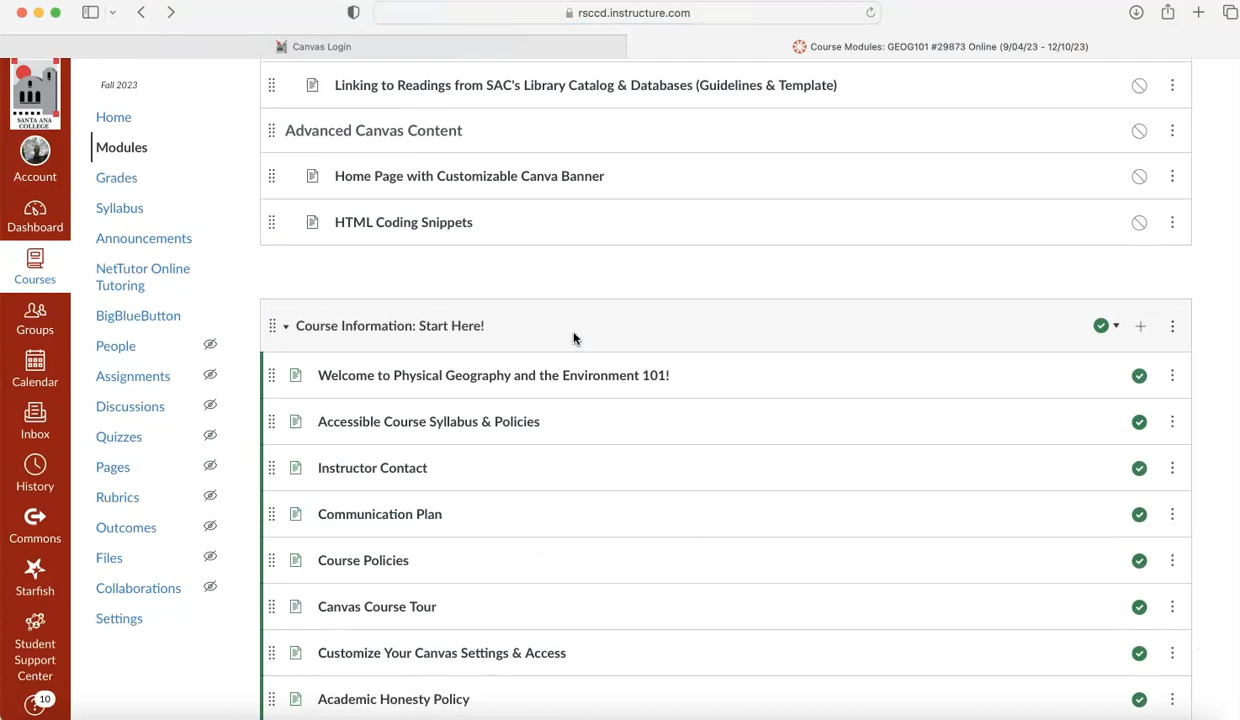 rsccd.instructure.com
Canvas Login
Course Modules: GEOG101 #29873 Online (9/04/23 - 12/10/23)
SANTA ANA
COLLEGE
Account
Dashboard
Courses
Groups
Calendar
Inbox
History
Commons
Starfish
Student
Support
Center
10
Fall 2023
Home
Modules
Grades
Syllabus
Announcements
NetTutor Online
Tutoring
BigBlueButton
People
Assignments
Discussions
Quizzes
Pages
Rubrics
Outcomes
Files
Collaborations
Settings
Linking to Readings from SAC's Library Catalog & Databases (Guidelines & Template)
Advanced Canvas Content
Home Page with Customizable Canva Banner
HTML Coding Snippets
Course Information: Start Here!
Welcome to Physical Geography and the Environment 101!
Accessible Course Syllabus & Policies
Instructor Contact
Communication Plan
Course Policies
Canvas Course Tour
Customize Your Canvas Settings & Access
Academic Honesty Policy